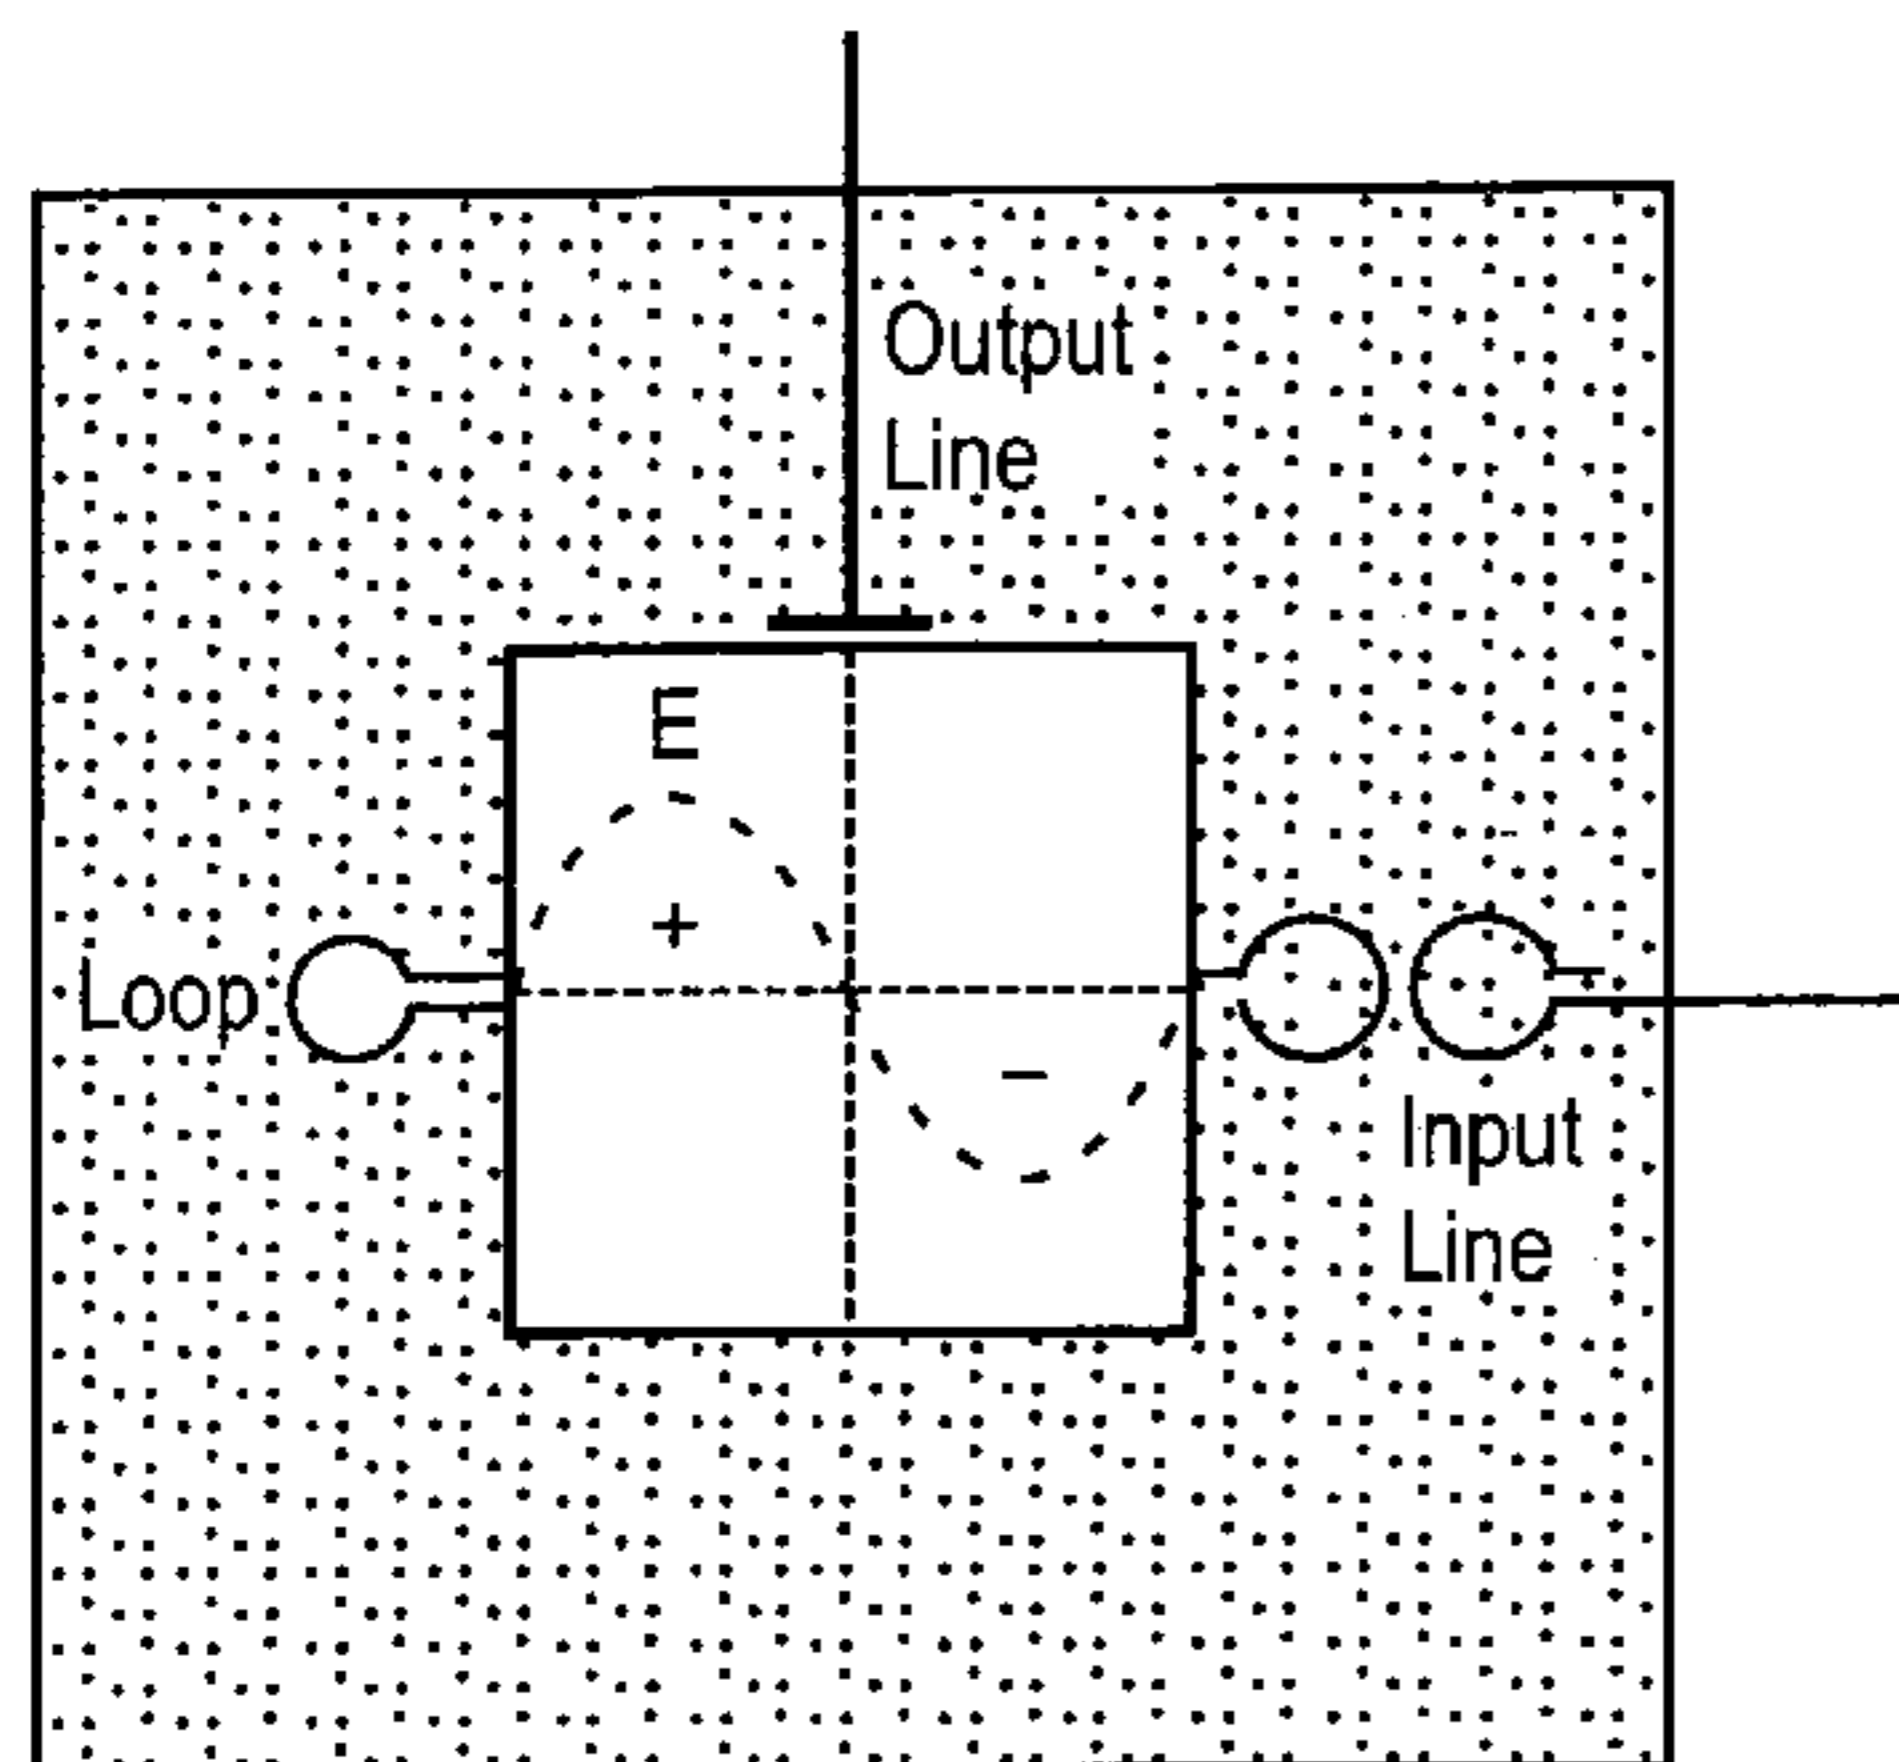 Output
Line
E
+
Loop
−
Input
Line